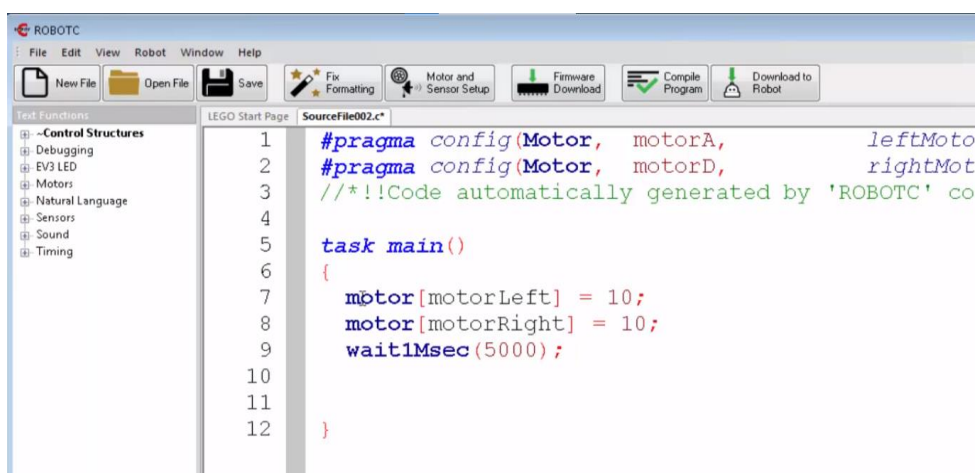 ROBOTC
File Edit View Robot Window Help
New File Open File Save Fix Formatting Motor and Sensor Setup Firmware Download Compile Program Download to Robot
Text Functions
LEGO Start Page SourceFile002.c*
~Control Structures
Debugging
EV3 LED
Motors
Natural Language
Sensors
Sound
Timing
1 #pragma config(Motor, motorA, leftMoto
2 #pragma config(Motor, motorD, rightMot
3 //*!!Code automatically generated by 'ROBOTC' co
4
5 task main()
6 {
7 motor[motorLeft] = 10;
8 motor[motorRight] = 10;
9 wait1Msec(5000);
10
11
12 }